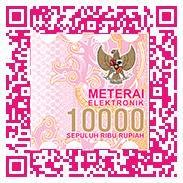 METERAI
ELEKTRONIK
10000
SEPULUH RIBU RUPIAH